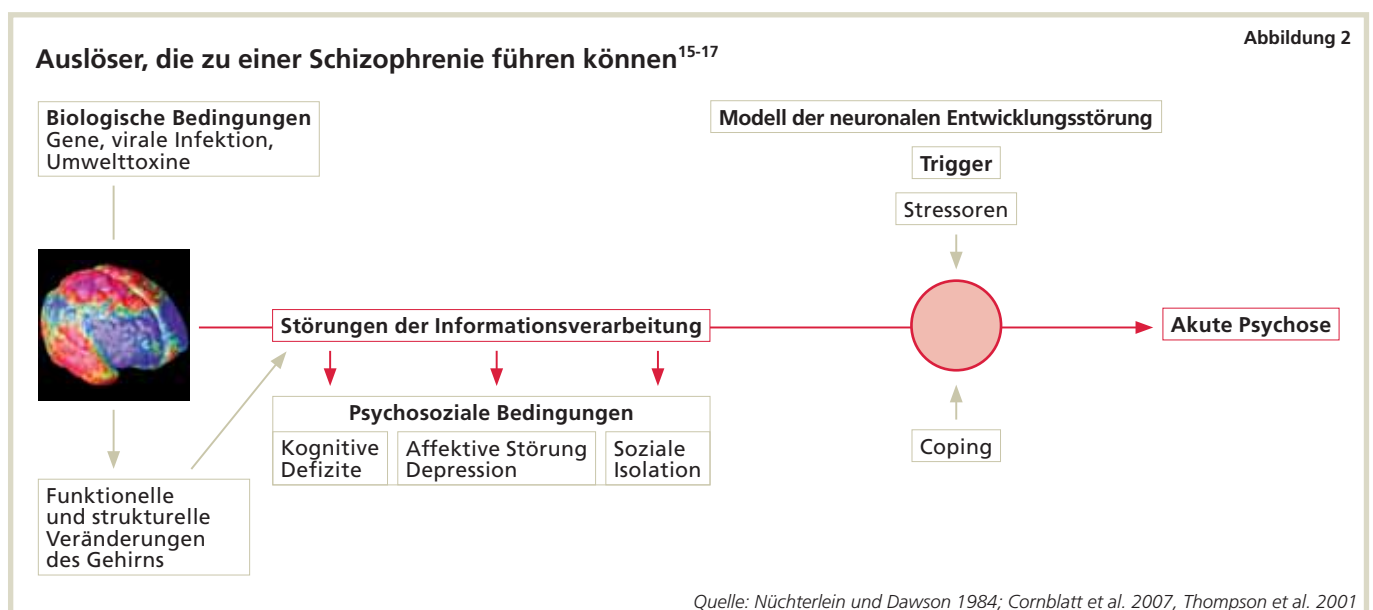 Abbildung 2
Auslöser, die zu einer Schizophrenie führen können15-17
Biologische Bedingungen
Gene, virale Infektion,
Umwelttoxine
Modell der neuronalen Entwicklungsstörung
Trigger
Stressoren
Störungen der Informationsverarbeitung
Akute Psychose
Psychosoziale Bedingungen
Kognitive
Defizite
Affektive Störung
Depression
Soziale
Isolation
Coping
Funktionelle
und strukturelle
Veränderungen
des Gehirns
Quelle: Nüchterlein und Dawson 1984; Cornblatt et al. 2007, Thompson et al. 2001